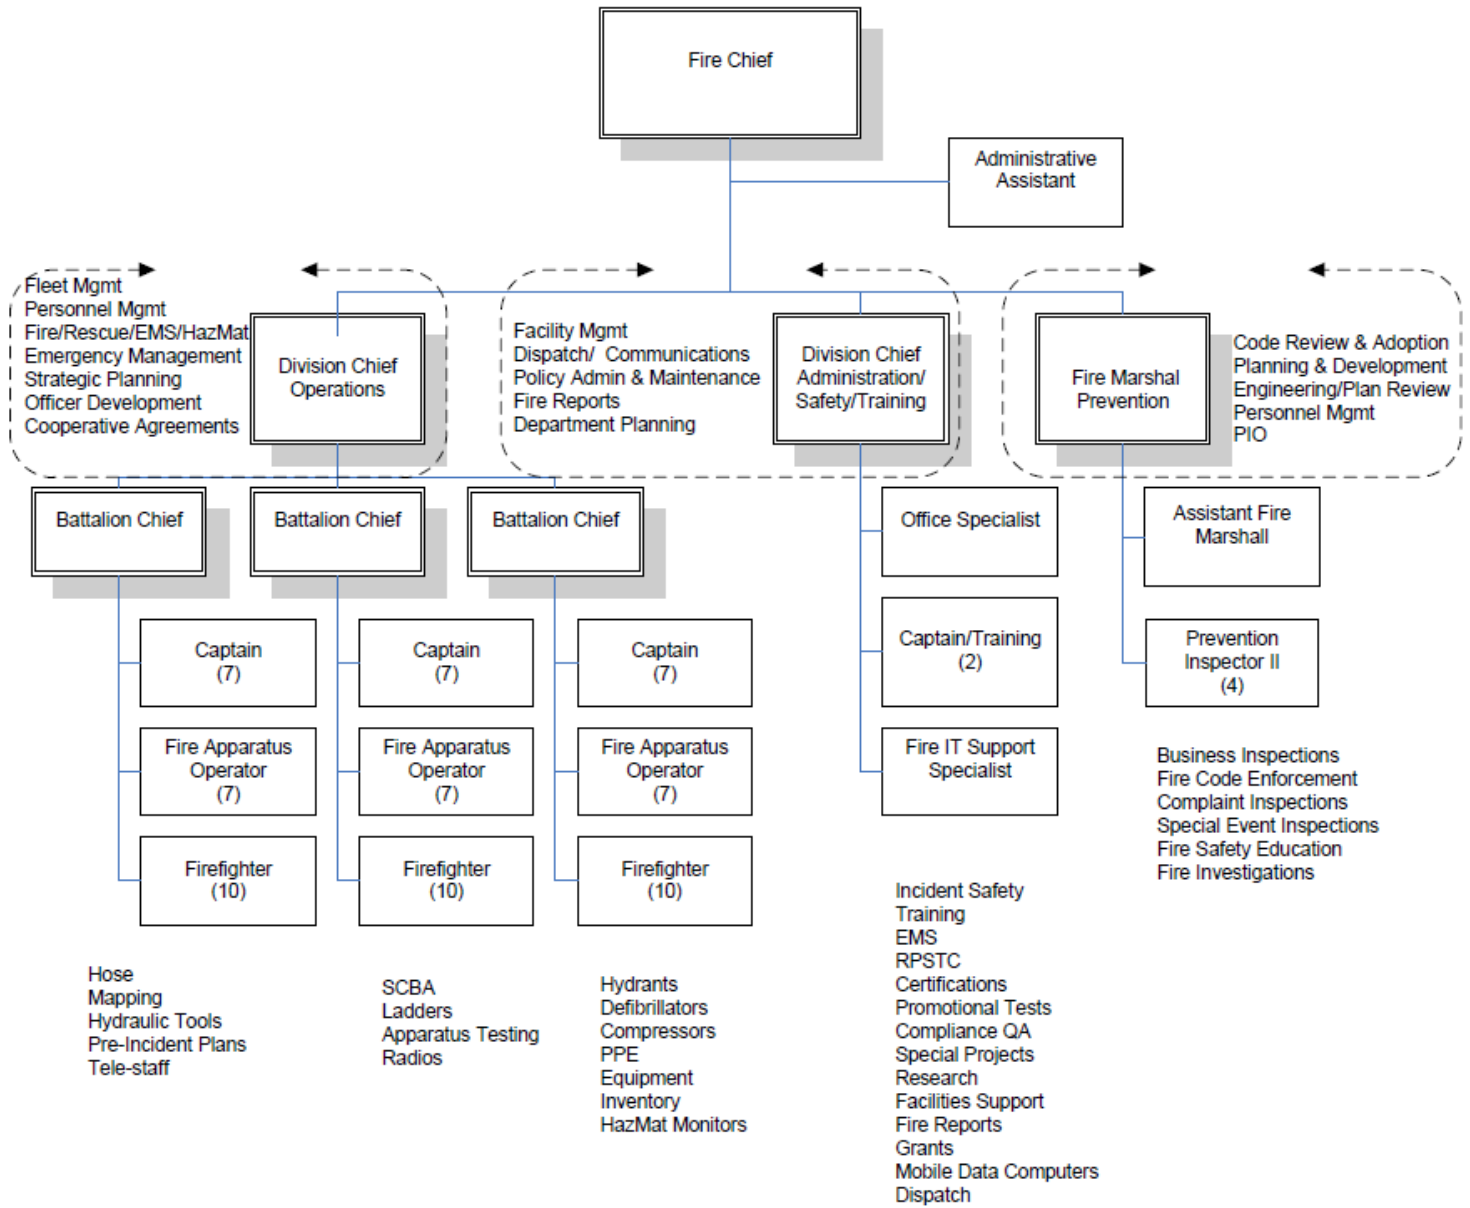 Fire Chief
Administrative
Assistant
Fleet Mgmt
Personnel Mgmt
Fire/Rescue/EMS/HazMat
Emergency Management
Strategic Planning
Officer Development
Cooperative Agreements
Division Chief
Operations
Facility Mgmt
Dispatch/ Communications
Policy Admin & Maintenance
Fire Reports
Department Planning
Division Chief
Administration/
Safety/Training
Fire Marshal
Prevention
Code Review & Adoption
Planning & Development
Engineering/Plan Review
Personnel Mgmt
PIO
Battalion Chief
Battalion Chief
Battalion Chief
Office Specialist
Assistant Fire
Marshall
Captain
(7)
Captain
(7)
Captain
(7)
Captain/Training
(2)
Prevention
Inspector II
(4)
Fire Apparatus
Operator
(7)
Fire Apparatus
Operator
(7)
Fire Apparatus
Operator
(7)
Fire IT Support
Specialist
Firefighter
(10)
Firefighter
(10)
Firefighter
(10)
Business Inspections
Fire Code Enforcement
Complaint Inspections
Special Event Inspections
Fire Safety Education
Fire Investigations
Hose
Mapping
Hydraulic Tools
Pre-Incident Plans
Tele-staff
SCBA
Ladders
Apparatus Testing
Radios
Hydrants
Defibrillators
Compressors
PPE
Equipment
Inventory
HazMat Monitors
Incident Safety
Training
EMS
RPSTC
Certifications
Promotional Tests
Compliance QA
Special Projects
Research
Facilities Support
Fire Reports
Grants
Mobile Data Computers
Dispatch